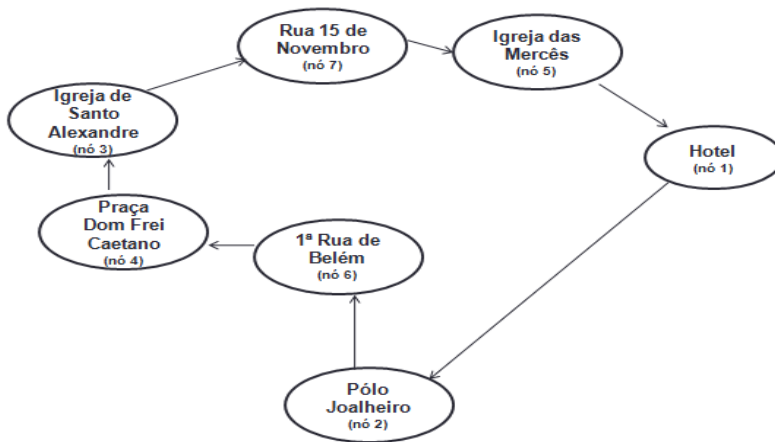 Rua 15 de
Novembro
(nó 7)
Igreja das
Mercês
(nó 5)
Igreja de
Santo
Alexandre
(nó 3)
Hotel
(nó 1)
Praça
Dom Frei
Caetano
(nó 4)
1ª Rua de
Belém
(nó 6)
Pólo
Joalheiro
(nó 2)